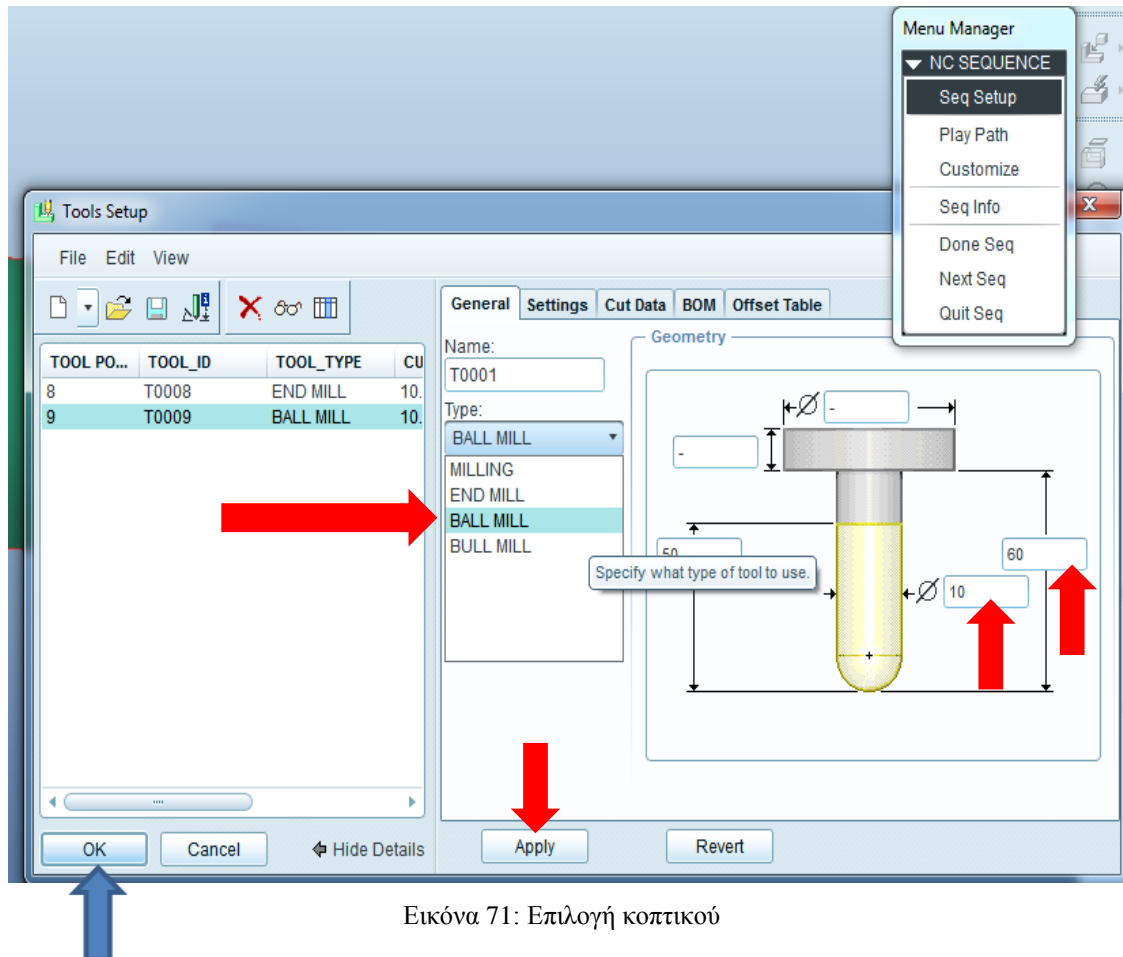 Menu Manager
NC SEQUENCE
Seq Setup
Play Path
Customize
Seq Info
Done Seq
Next Seq
Quit Seq
Tools Setup
File Edit View
General Settings Cut Data BOM Offset Table
TOOL PO... TOOL_ID TOOL_TYPE CU
8 T0008 END MILL 10.
9 T0009 BALL MILL 10.
Name:
T0001
Type:
BALL MILL
MILLING
END MILL
BALL MILL
BULL MILL
Geometry
Ø -
-
50
60
Specify what type of tool to use.
Ø 10
OK Cancel Hide Details Apply Revert
Εικόνα 71: Επιλογή κοπτικού